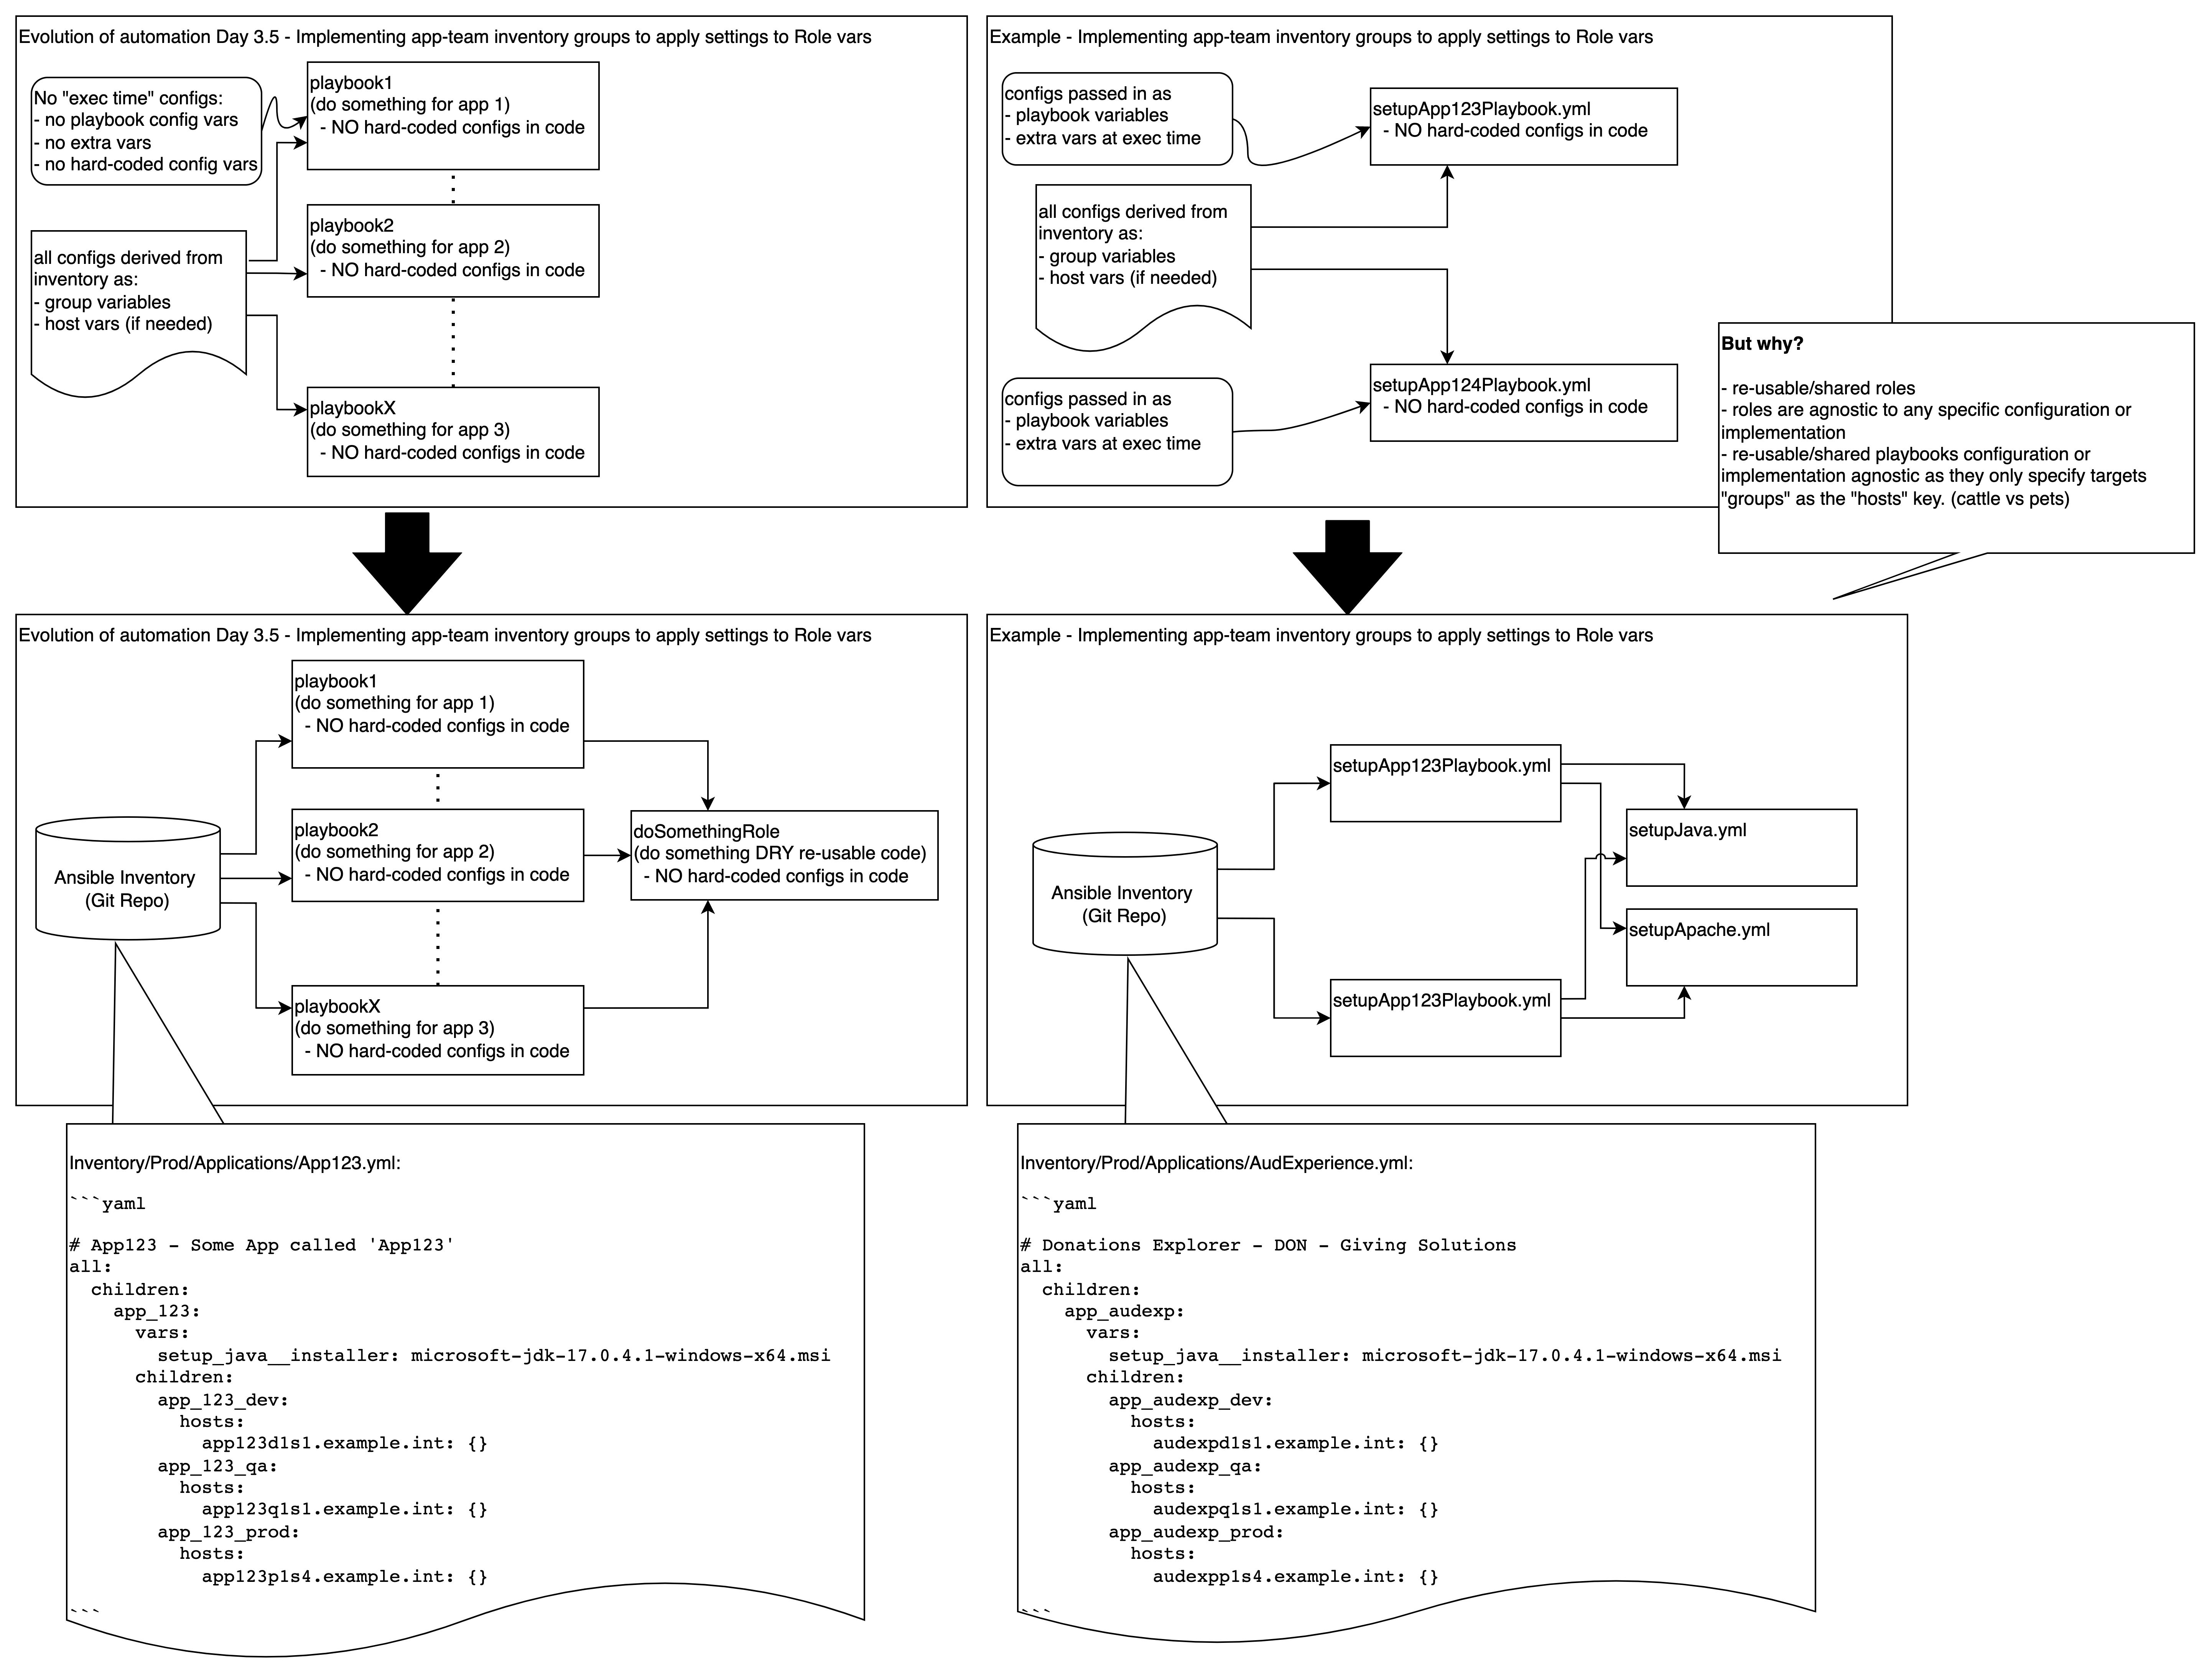 Evolution of automation Day 3.5 - Implementing app-team inventory groups to apply settings to Role vars
No "exec time" configs:
- no playbook config vars
- no extra vars
- no hard-coded config vars
all configs derived from
inventory as:
- group variables
- host vars (if needed)
playbook1
(do something for app 1)
- NO hard-coded configs in code
playbook2
(do something for app 2)
- NO hard-coded configs in code
playbookX
(do something for app 3)
- NO hard-coded configs in code
Example - Implementing app-team inventory groups to apply settings to Role vars
configs passed in as
- playbook variables
- extra vars at exec time
all configs derived from
inventory as:
- group variables
- host vars (if needed)
configs passed in as
- playbook variables
- extra vars at exec time
setupApp123Playbook.yml
- NO hard-coded configs in code
setupApp124Playbook.yml
- NO hard-coded configs in code
But why?
- re-usable/shared roles
- roles are agnostic to any specific configuration or
implementation
- re-usable/shared playbooks configuration or
implementation agnostic as they only specify targets
"groups" as the "hosts" key. (cattle vs pets)
Evolution of automation Day 3.5 - Implementing app-team inventory groups to apply settings to Role vars
Ansible Inventory
(Git Repo)
playbook1
(do something for app 1)
- NO hard-coded configs in code
playbook2
(do something for app 2)
- NO hard-coded configs in code
playbookX
(do something for app 3)
- NO hard-coded configs in code
doSomethingRole
(do something DRY re-usable code)
- NO hard-coded configs in code
Example - Implementing app-team inventory groups to apply settings to Role vars
Ansible Inventory
(Git Repo)
setupApp123Playbook.yml
setupApp123Playbook.yml
setupJava.yml
setupApache.yml
Inventory/Prod/Applications/App123.yml:
```yaml
# App123 - Some App called 'App123'
all:
  children:
    app_123:
      vars:
        setup_java__installer: microsoft-jdk-17.0.4.1-windows-x64.msi
      children:
        app_123_dev:
          hosts:
            app123d1s1.example.int: {}
        app_123_qa:
          hosts:
            app123q1s1.example.int: {}
        app_123_prod:
          hosts:
            app123p1s4.example.int: {}
```
Inventory/Prod/Applications/AudExperience.yml:
```yaml
# Donations Explorer - DON - Giving Solutions
all:
  children:
    app_audexp:
      vars:
        setup_java__installer: microsoft-jdk-17.0.4.1-windows-x64.msi
      children:
        app_audexp_dev:
          hosts:
            audexpd1s1.example.int: {}
        app_audexp_qa:
          hosts:
            audexpq1s1.example.int: {}
        app_audexp_prod:
          hosts:
            audexpp1s4.example.int: {}
```